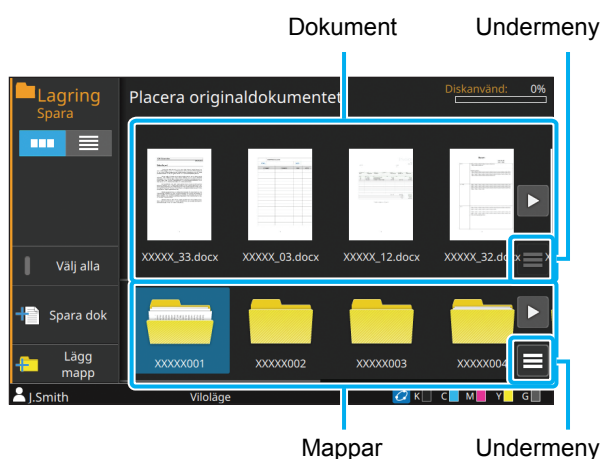 Dokument
Undermeny
Lagring
Spara
Placera originaldokumentet
Diskanvänd: 0%
XXXXX_33.docx
XXXXX_03.docx
XXXXX_12.docx
XXXXX_32.docx
X
Välj alla
Spara dok
Lägg
mapp
XXXXX001
XXXXX002
XXXXX003
XXXXX004
J.Smith
Viloläge
K C M Y G
Mappar
Undermeny